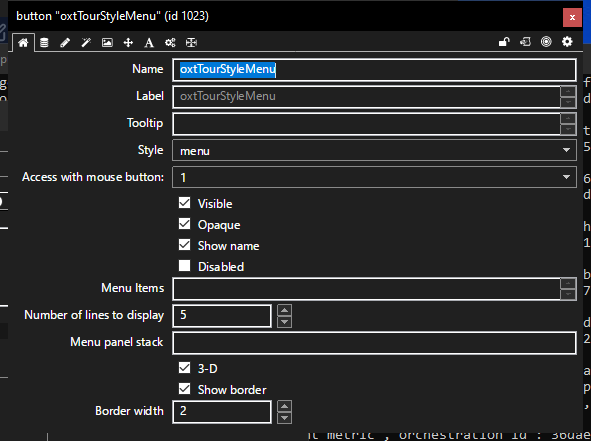 button "oxtTourStyleMenu" (id 1023)
x
A
Name oxtTourStyleMenu
Label oxtTourStyleMenu
Tooltip
Style menu
Access with mouse button: 1
Visible
Opaque
Show name
Disabled
Menu Items
Number of lines to display 5
Menu panel stack
3-D
Show border
Border width 2